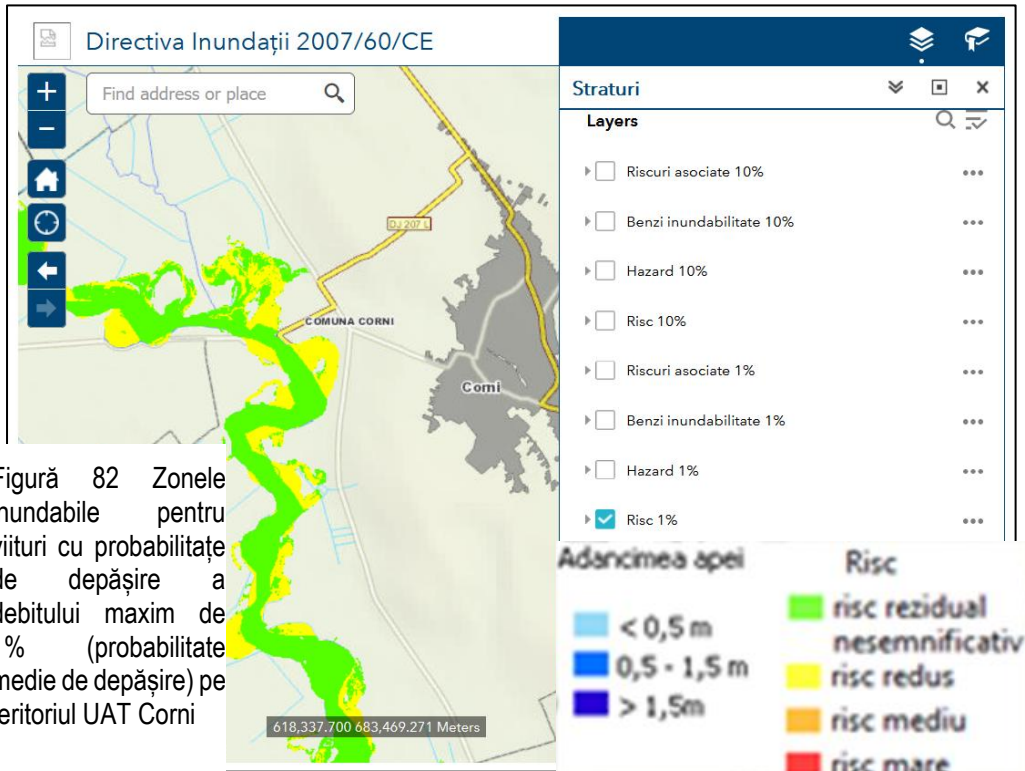 Directiva Inundații 2007/60/CE
Find address or place
DJ 207 L
COMUNA CORNI
Corni
618,337.700 683,469.271 Meters
Straturi
Layers
Riscuri asociate 10%
Benzi inundabilitate 10%
Hazard 10%
Risc 10%
Riscuri asociate 1%
Benzi inundabilitate 1%
Hazard 1%
Risc 1%
Figură 82 Zonele
inundabile pentru
viituri cu probabilitațe
de depășire a
debitului maxim de
1% (probabilitate
medie de depășire) pe
teritoriul UAT Corni
Adancimea apei
< 0,5 m
0,5 - 1,5 m
> 1,5m
Risc
risc rezidual
nesemnificativ
risc redus
risc mediu
risc mare